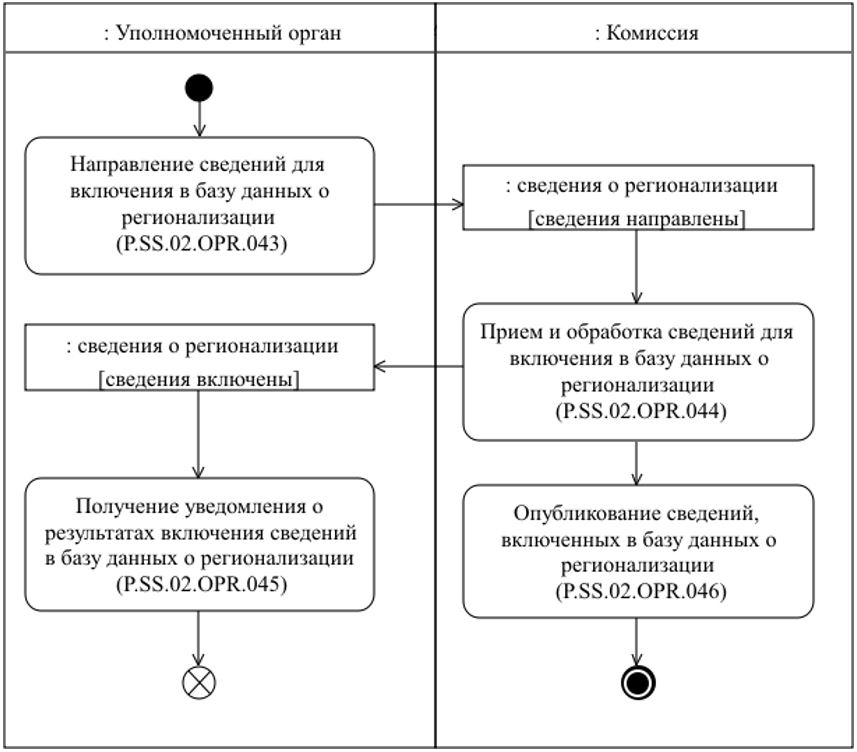 : Уполномоченный орган
: Комиссия
Направление сведений для
включения в базу данных о
регионализации
(P.SS.02.OPR.043)
: сведения о регионализации
[сведения направлены]
Прием и обработка сведений для
включения в базу данных о
регионализации
(P.SS.02.OPR.044)
: сведения о регионализации
[сведения включены]
Получение уведомления о
результатах включения сведений
в базу данных о регионализации
(P.SS.02.OPR.045)
Опубликование сведений,
включенных в базу данных о
регионализации
(P.SS.02.OPR.046)